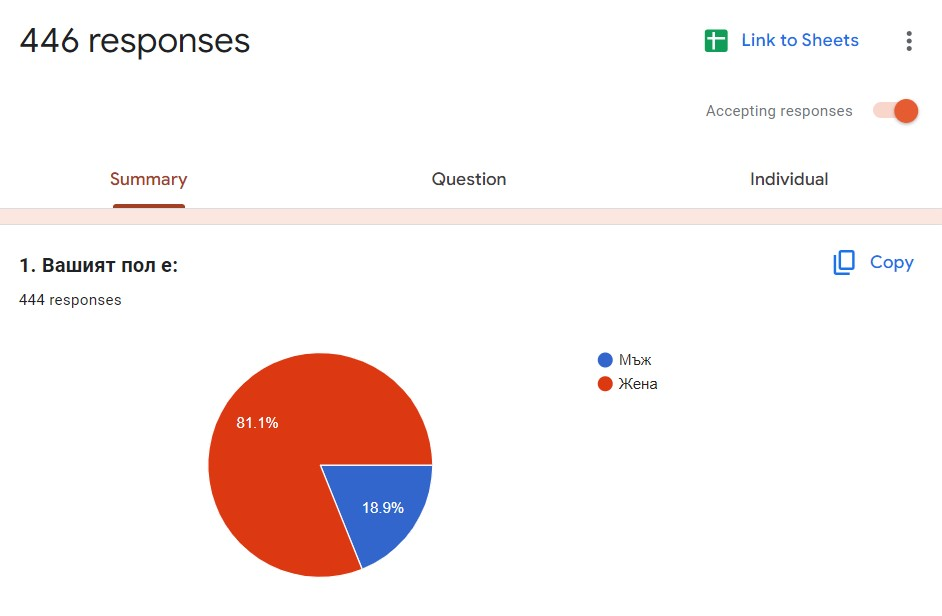 446 responses
Link to Sheets
Accepting responses
Summary
Question
Individual
1. Вашият пол е:
Copy
444 responses
Мъж
Жена
81.1%
18.9%